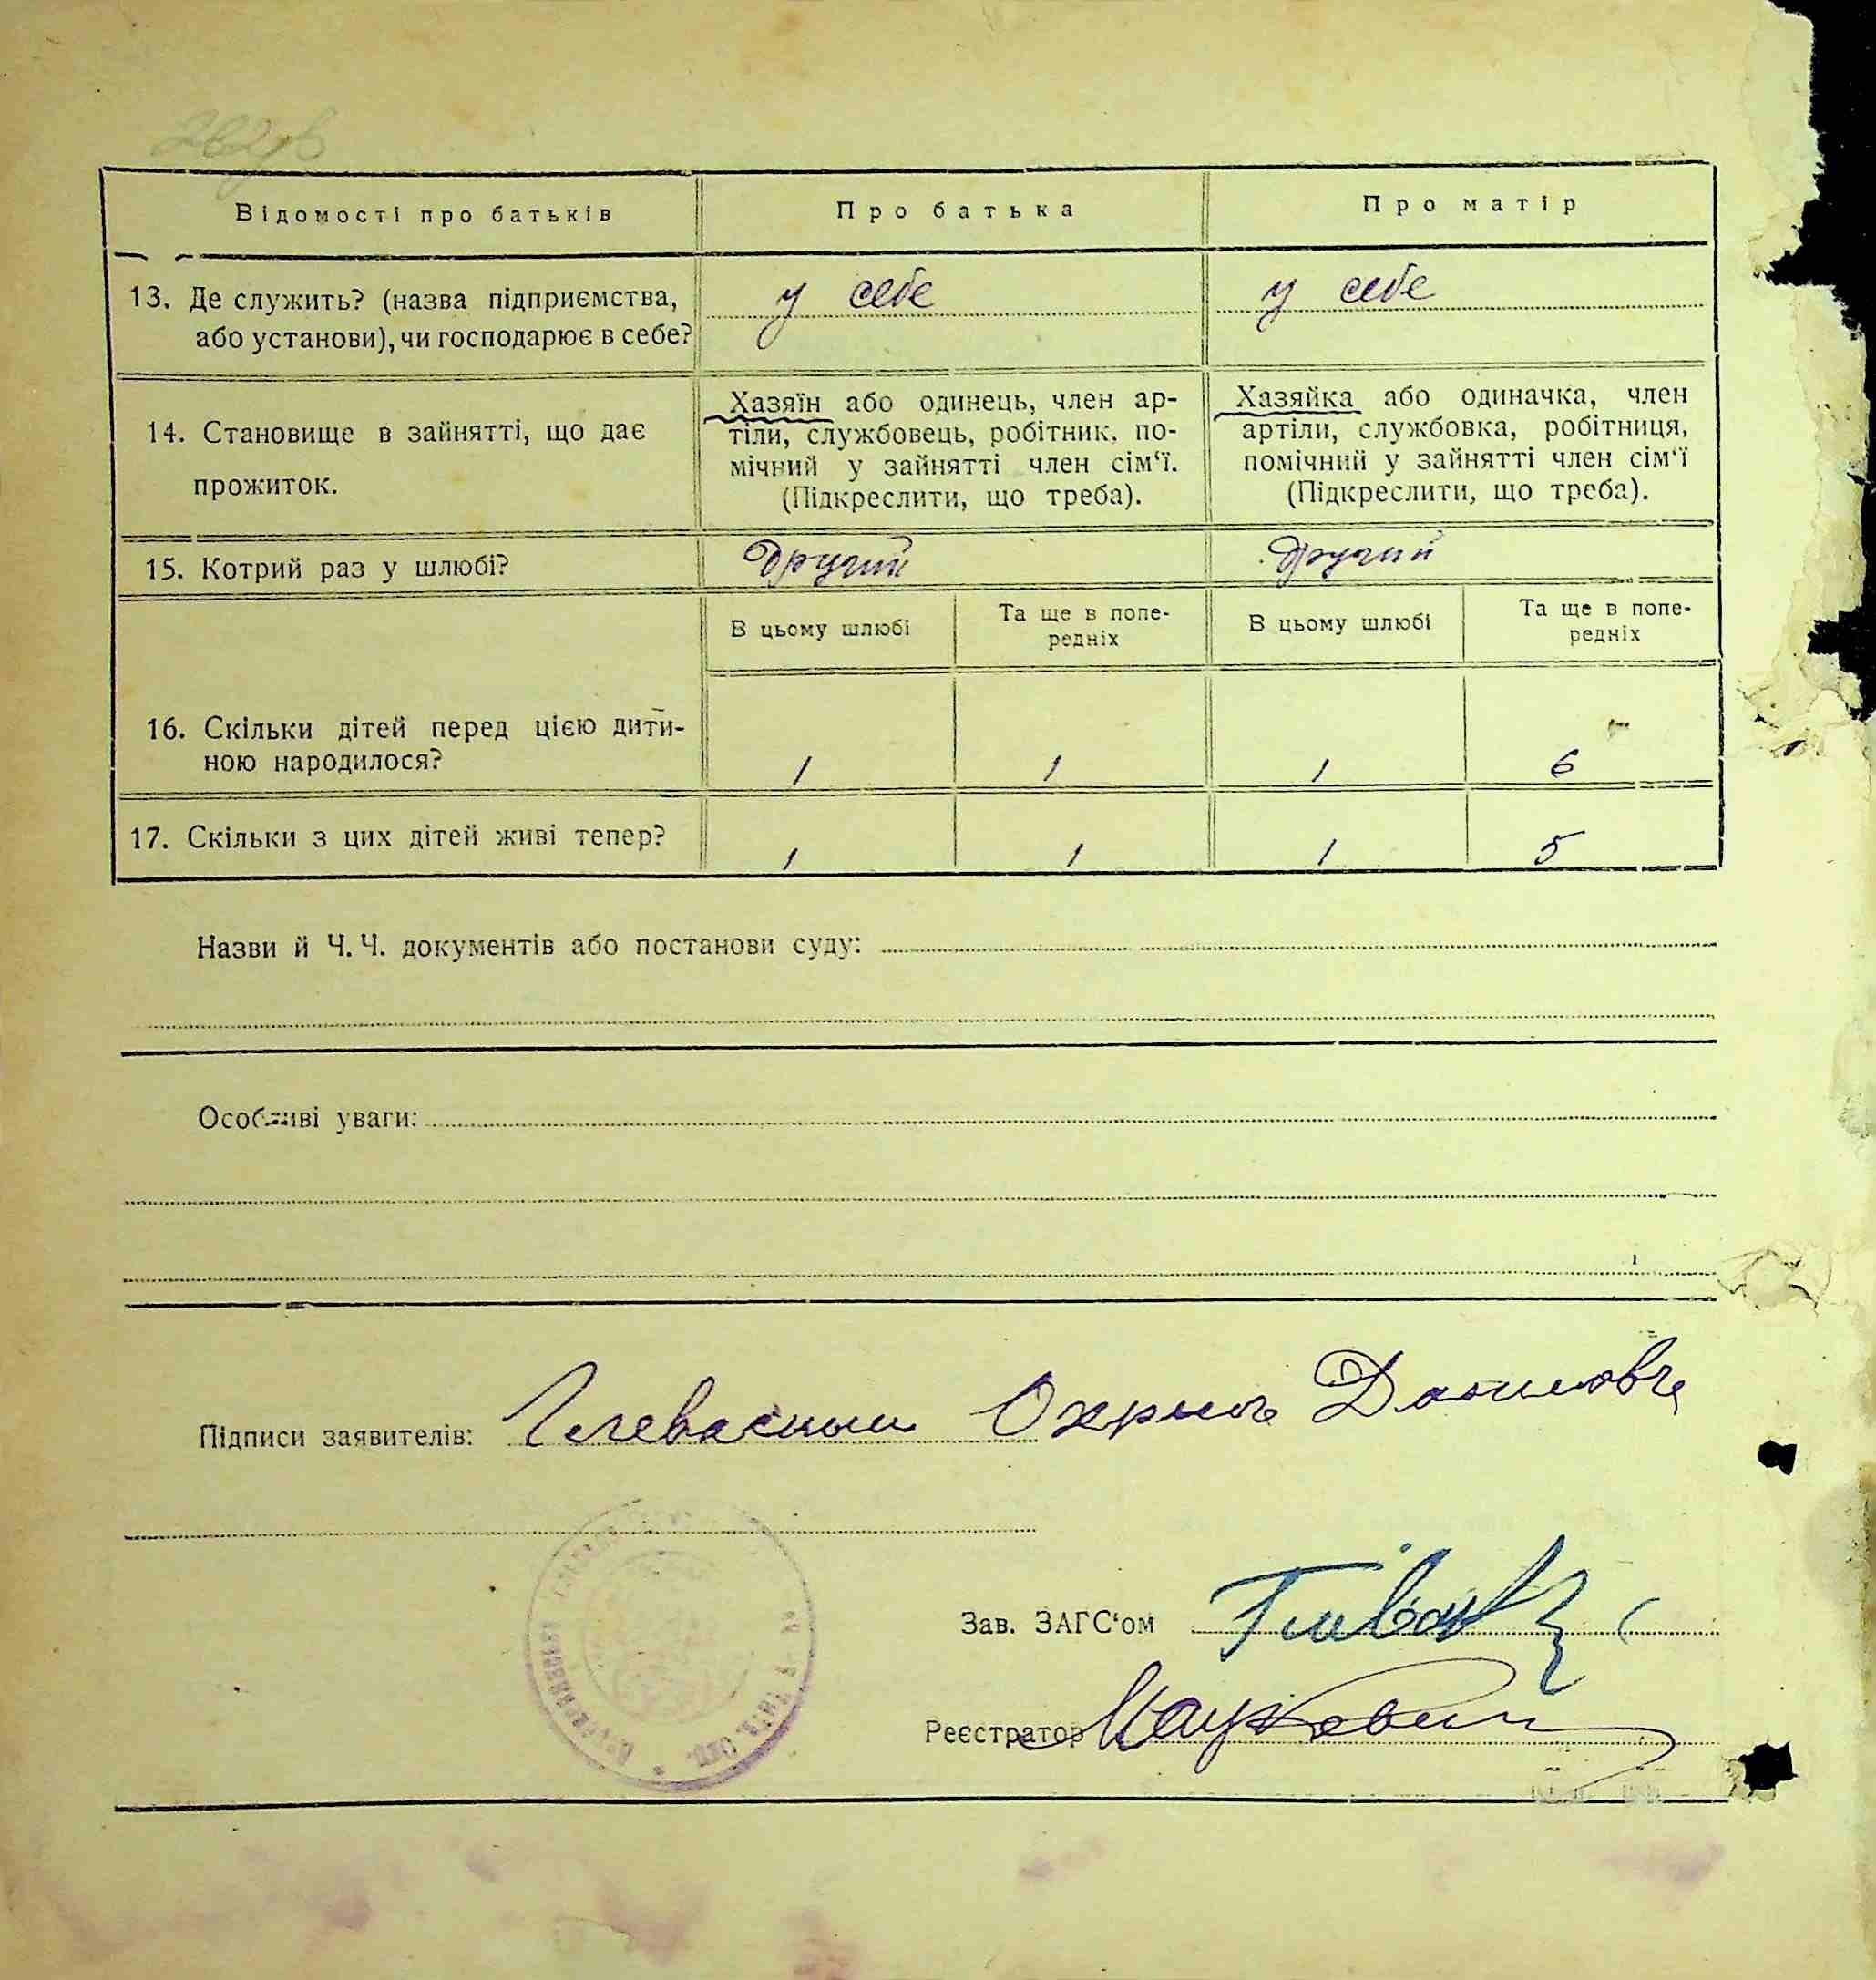 Відомості про батьків
Про батька
Про матір
13. Де служить? (назва підприємства,
або установи), чи господарює в себе?
у себе
у себе
14. Становище в зайнятті, що дає
прожиток.
Хазяїн або одинець, член ар-
тіли, службовець, робітник, по-
мічний у зайнятті член сім'ї.
(Підкреслити, що треба).
Хазяйка або одиначка, член
артіли, службовка, робітниця,
помічний у зайнятті член сім'ї
(Підкреслити, що треба).
15. Котрий раз у шлюбі?
Другий
Другий
В цьому шлюбі
Та ще в попе-
редніх
В цьому шлюбі
Та ще в попе-
редніх
16. Скільки дітей перед цією дити-
ною народилося?
1
1
1
6
17. Скільки з цих дітей живі тепер?
1
1
1
5
Назви й Ч. Ч. документів або постанови суду:
Особливі уваги:
Підписи заявителів:
Зав. ЗАГС'ом
Реєстратор